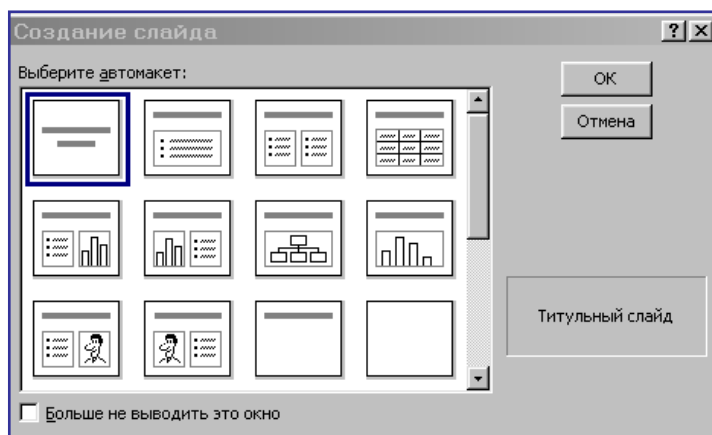 Создание слайда
Выберите автомакет:
ОК
Отмена
Титульный слайд
Больше не выводить это окно